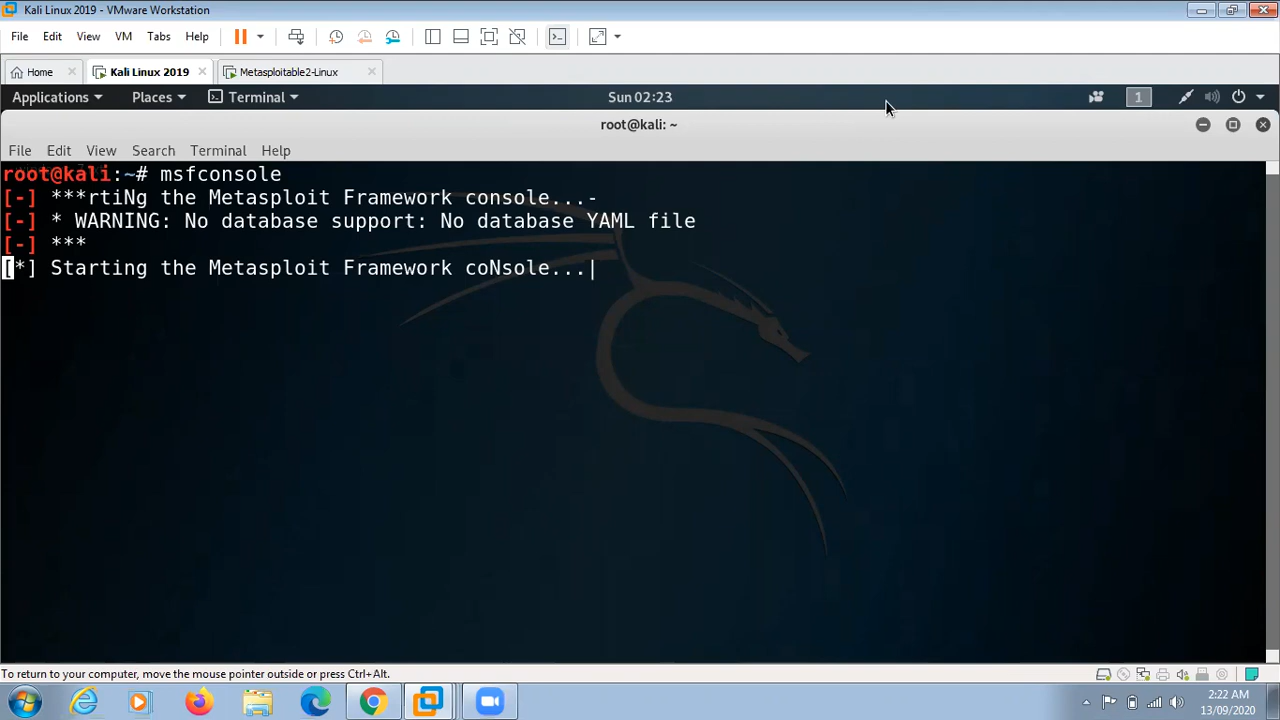 Kali Linux 2019 - VMware Workstation
File Edit View VM Tabs Help
Home Kali Linux 2019 Metasploitable2-Linux
Applications Places Terminal Sun 02:23 1
root@kali: ~
File Edit View Search Terminal Help
root@kali:~# msfconsole
[-] ***rtiNg the Metasploit Framework console...-
[-] * WARNING: No database support: No database YAML file
[-] ***
[*] Starting the Metasploit Framework coNsole...|
To return to your computer, move the mouse pointer outside or press Ctrl+Alt.
2:22 AM
13/09/2020